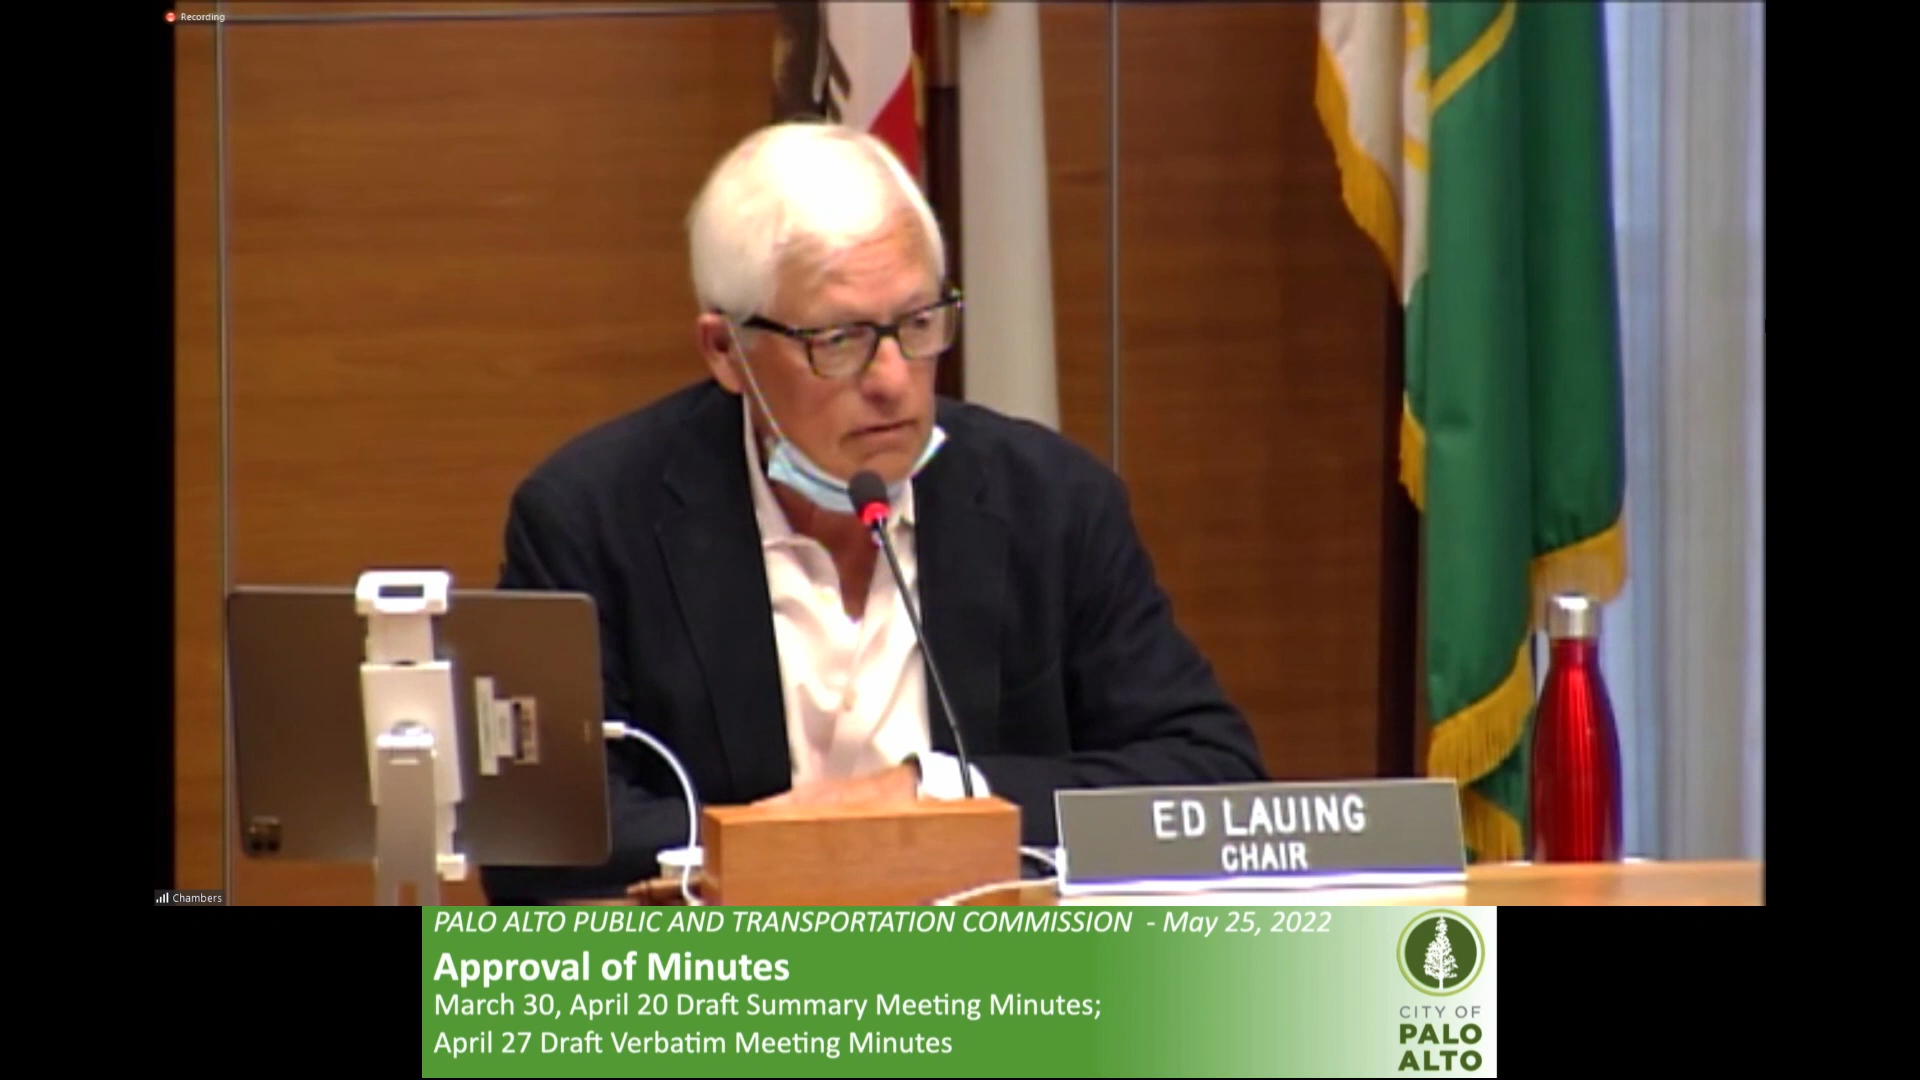 Recording
ED LAUING
CHAIR
Chambers
PALO ALTO PUBLIC AND TRANSPORTATION COMMISSION - May 25, 2022
Approval of Minutes
March 30, April 20 Draft Summary Meeting Minutes;
April 27 Draft Verbatim Meeting Minutes
CITY OF
PALO
ALTO